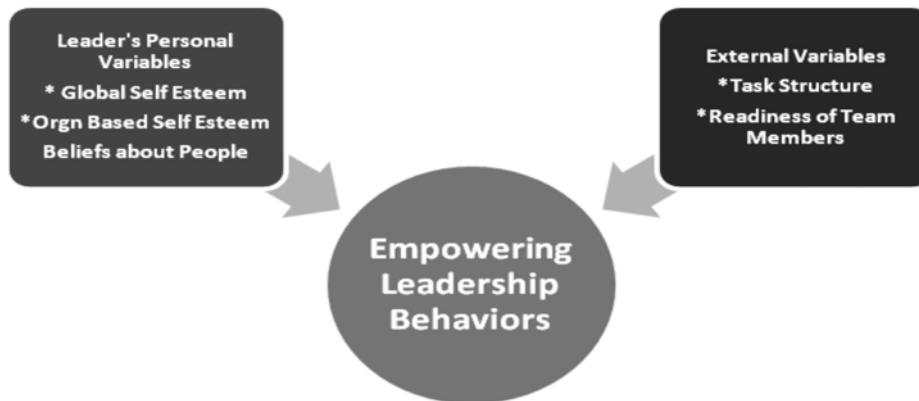 Leader's Personal
Variables
* Global Self Esteem
*Orgn Based Self Esteem
Beliefs about People
External Variables
*Task Structure
*Readiness of Team
Members
Empowering
Leadership
Behaviors